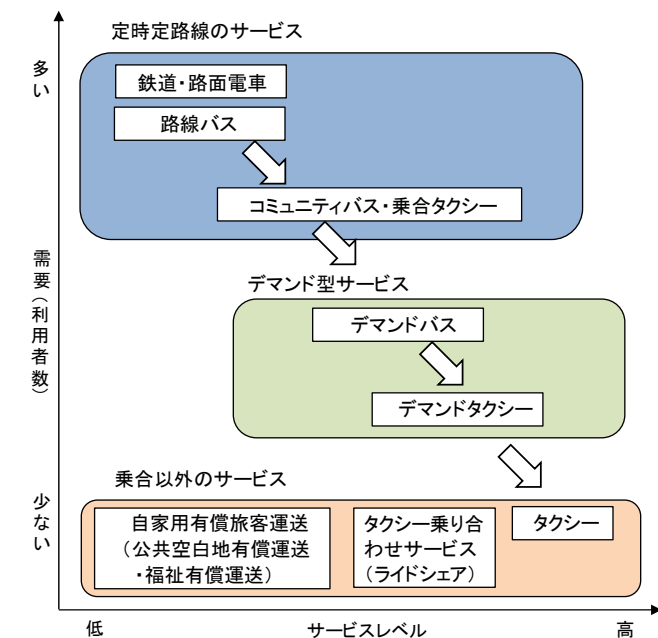 定時定路線のサービス
多い
鉄道・路面電車
路線バス
コミュニティバス・乗合タクシー
需要(利用者数)
デマンド型サービス
デマンドバス
デマンドタクシー
乗合以外のサービス
少ない
自家用有償旅客運送
(公共空白地有償運送
・福祉有償運送)
タクシー乗り合
わせサービス
(ライドシェア)
タクシー
低
サービスレベル
高